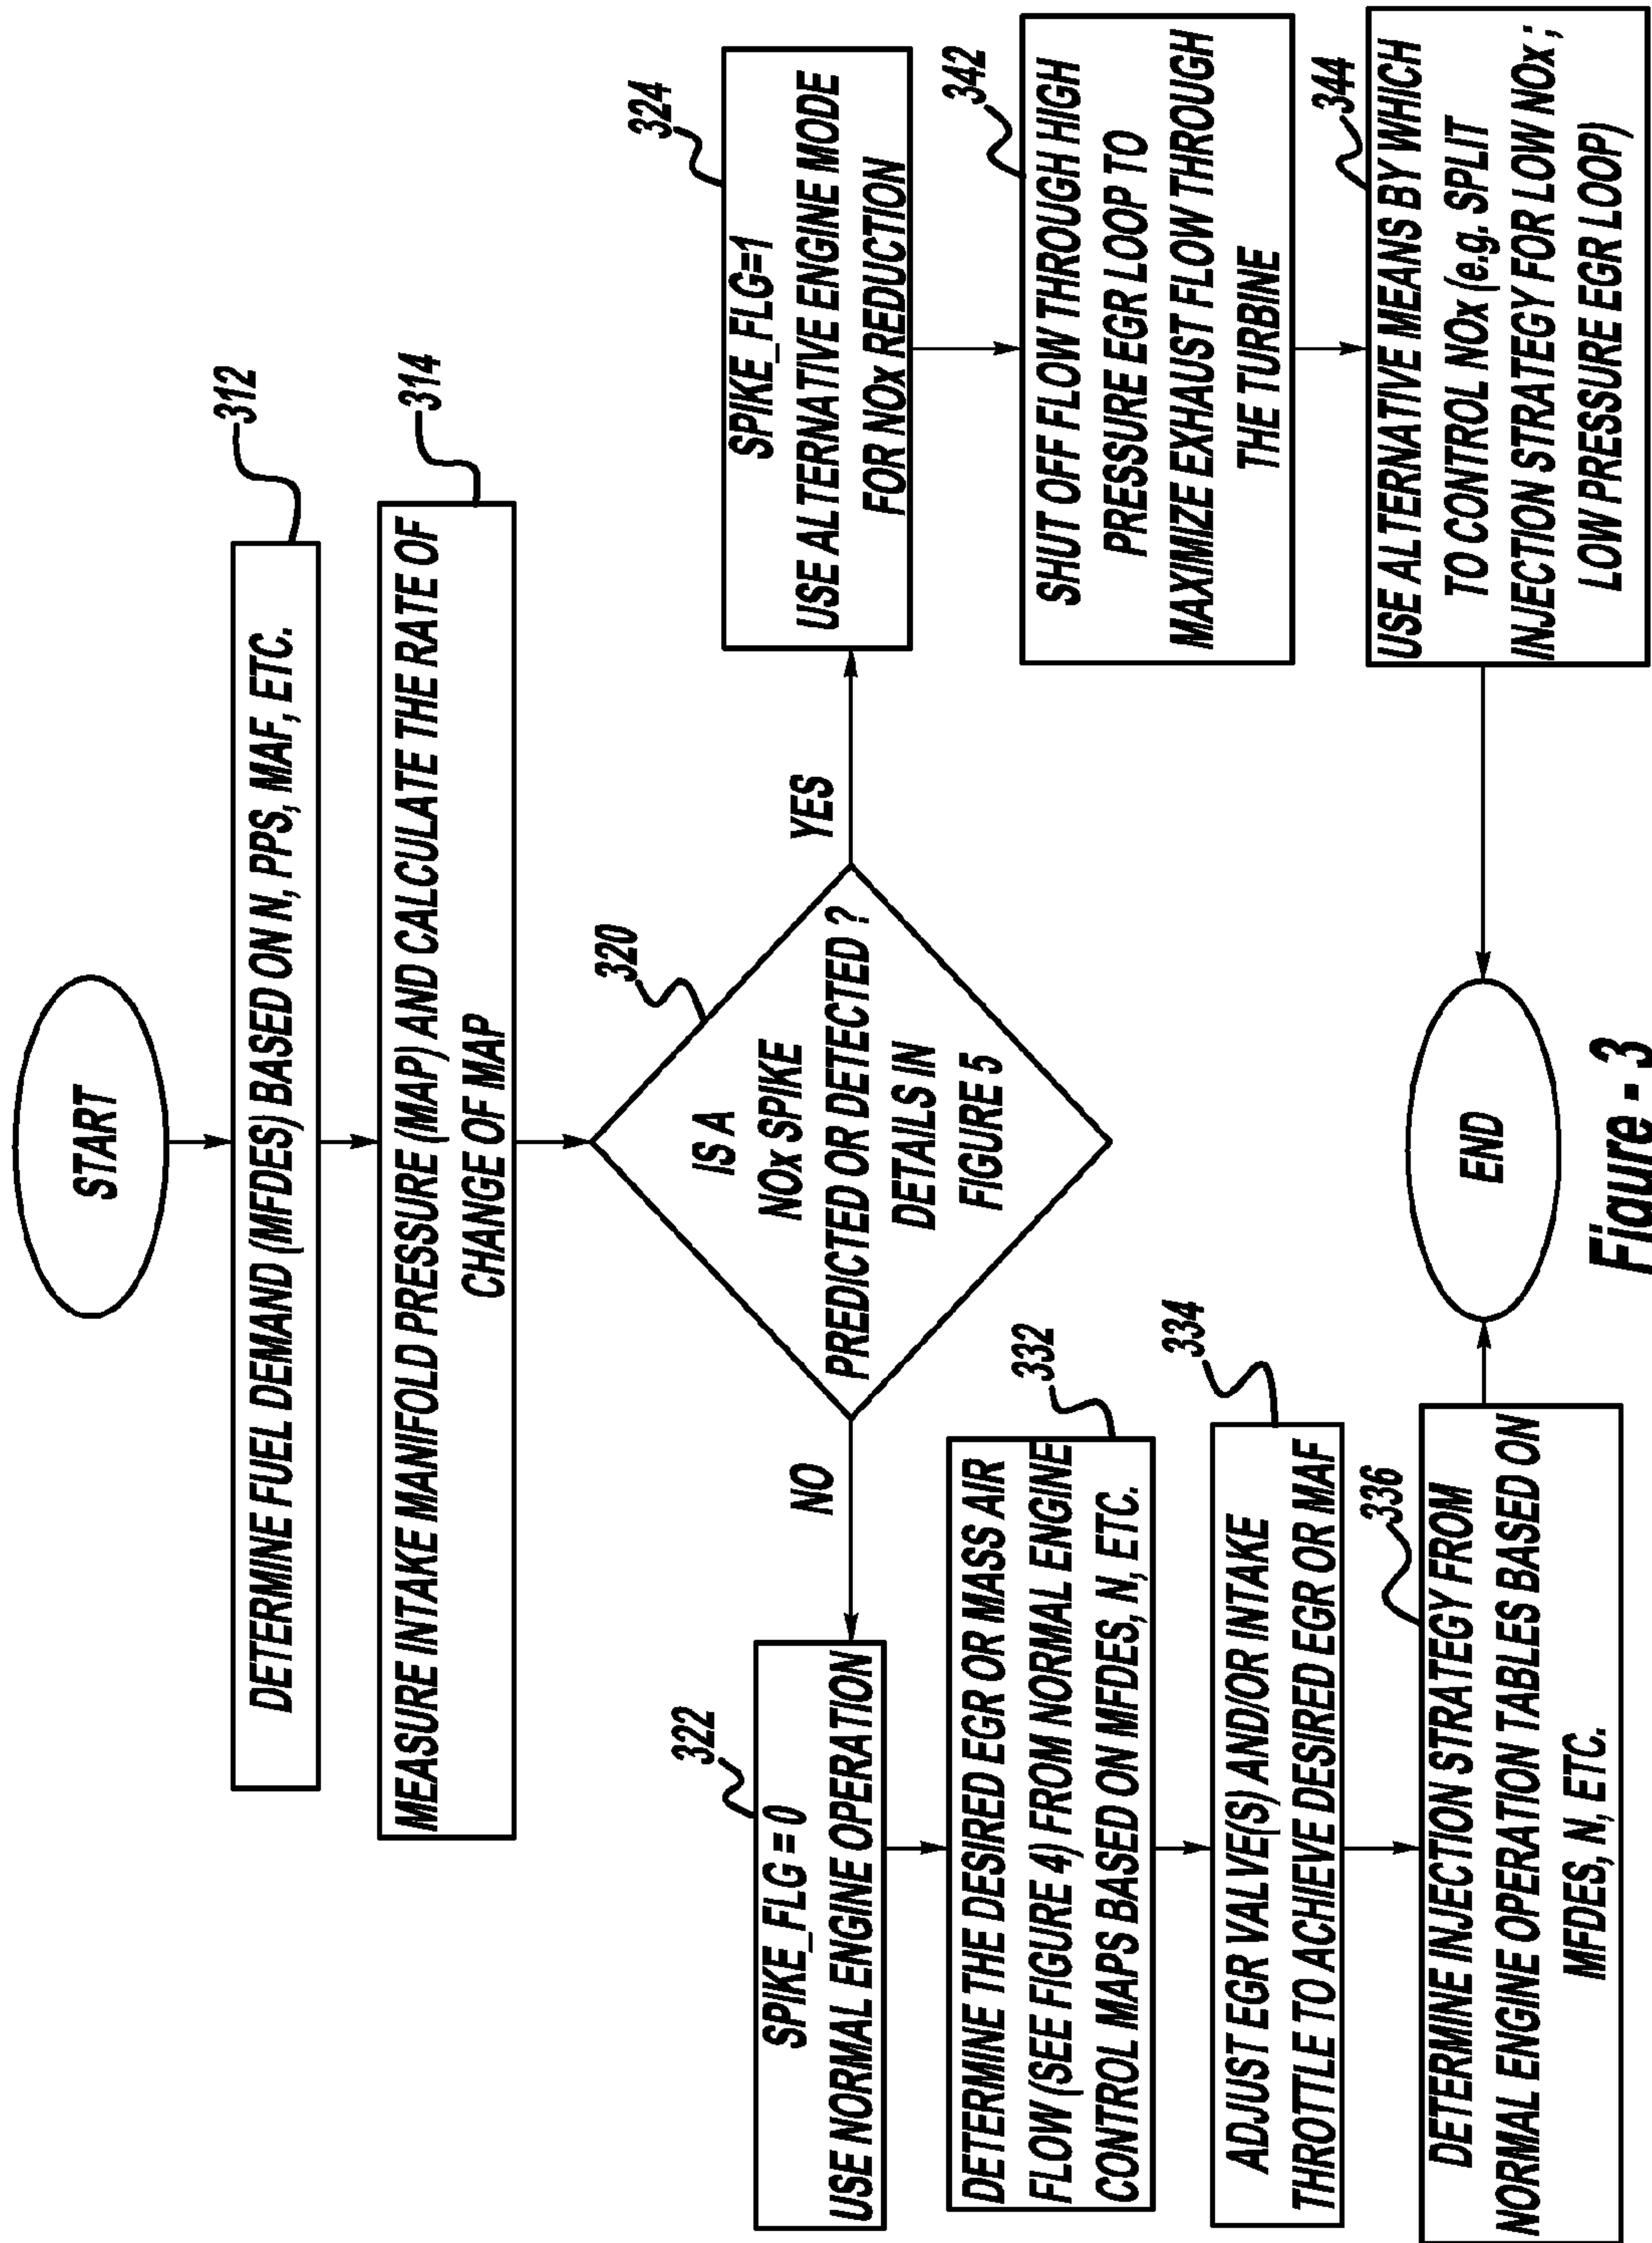 START
312
DETERMINE FUEL DEMAND (MFDES) BASED ON N, PPS, MAF, ETC.
314
MEASURE INTAKE MANIFOLD PRESSURE (MAP) AND CALCULATE THE RATE OF
CHANGE OF MAP
320
IS A
NOx SPIKE
PREDICTED OR DETECTED ?
DETAILS IN
FIGURE 5
NO
YES
322
SPIKE_FLG = 0
USE NORMAL ENGINE OPERATION
332
DETERMINE THE DESIRED EGR OR MASS AIR
FLOW (SEE FIGURE 4) FROM NORMAL ENGINE
CONTROL MAPS BASED ON MFDES, N, ETC.
334
ADJUST EGR VALVE(S) AND/OR INTAKE
THROTTLE TO ACHIEVE DESIRED EGR OR MAF
336
DETERMINE INJECTION STRATEGY FROM
NORMAL ENGINE OPERATION TABLES BASED ON
MFDES, N, ETC.
324
SPIKE_FLG=1
USE ALTERNATIVE ENGINE MODE
FOR NOx REDUCTION
342
SHUT OFF FLOW THROUGH HIGH
PRESSURE EGR LOOP TO
MAXIMIZE EXHAUST FLOW THROUGH
THE TURBINE
344
USE ALTERNATIVE MEANS BY WHICH
TO CONTROL NOx (e.g. SPLIT
INJECTION STRATEGY FOR LOW NOx ;
LOW PRESSURE EGR LOOP)
END
Figure - 3